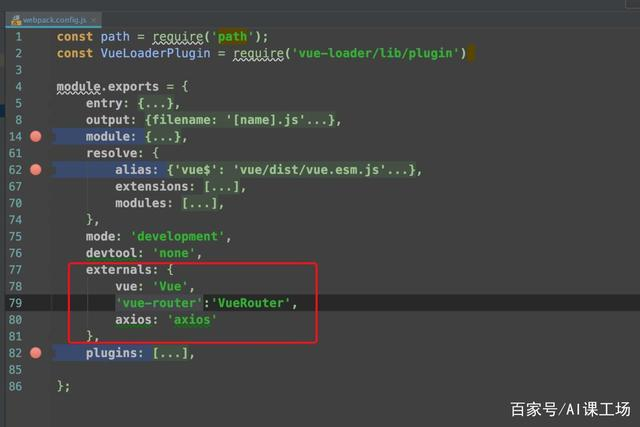 webpack.config.js
1 const path = require('path');
2 const VueLoaderPlugin = require('vue-loader/lib/plugin')
3
4 module.exports = {
5 entry: {...},
8 output: {filename: '[name].js'...},
14 module: {...},
61 resolve: {
62 alias: {'vue$': 'vue/dist/vue.esm.js'...},
67 extensions: [...],
70 modules: [...],
74 },
75 mode: 'development',
76 devtool: 'none',
77 externals: {
78 vue: 'Vue',
79 'vue-router':'VueRouter',
80 axios: 'axios'
81 },
82 plugins: [...],
85
86 };
百家号/AI课工场